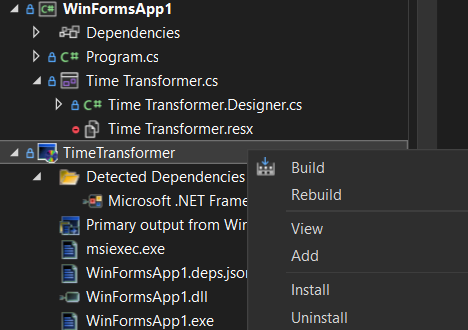 WinFormsApp1
Dependencies
C# Program.cs
Time Transformer.cs
C# Time Transformer.Designer.cs
Time Transformer.resx
TimeTransformer
Detected Dependencies
Microsoft .NET Frame
Primary output from Win
msiexec.exe
WinFormsApp1.deps.json
WinFormsApp1.dll
WinFormsApp1.exe
Build
Rebuild
View
Add
Install
Uninstall